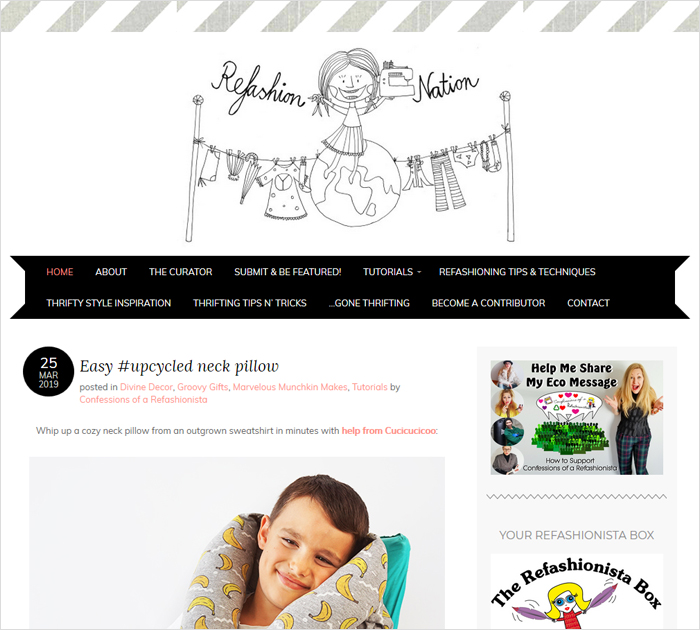 Refashion Nation
HOME ABOUT THE CURATOR SUBMIT & BE FEATURED! TUTORIALS REFASHIONING TIPS & TECHNIQUES
THRIFTY STYLE INSPIRATION THRIFTING TIPS N' TRICKS ...GONE THRIFTING BECOME A CONTRIBUTOR CONTACT
25
MAR
2019
Easy #upcycled neck pillow
posted in Divine Decor, Groovy Gifts, Marvelous Munchkin Makes, Tutorials by
Confessions of a Refashionista
Whip up a cozy neck pillow from an outgrown sweatshirt in minutes with help from Cucicucicoo:
Help Me Share
My Eco Message
Confessions of a
Refashionista
How to Support
Confessions of a Refashionista
YOUR REFASHIONISTA BOX
The Refashionista Box